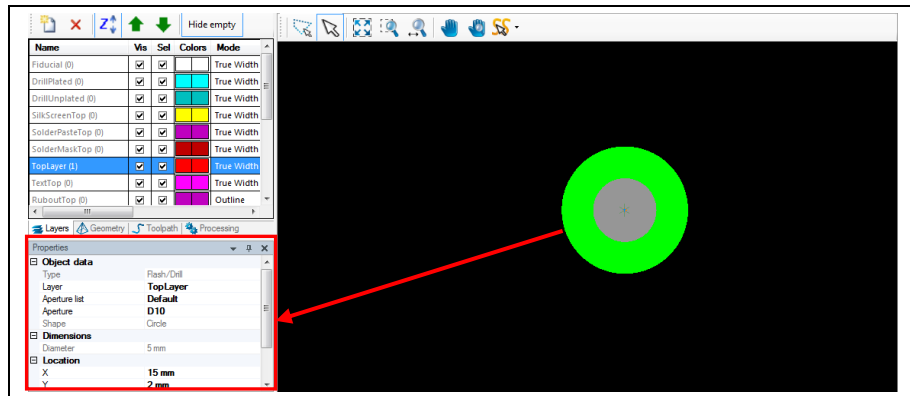 Hide empty
Name Vis Sel Colors Mode
Fiducial (0) True Width
DrillPlated (0) True Width
DrillUnplated (0) True Width
SilkScreenTop (0) True Width
SolderPasteTop (0) True Width
SolderMaskTop (0) True Width
TopLayer (1) True Width
TextTop (0) True Width
RuboutTop (0) Outline
Layers Geometry Toolpath Processing
Properties
Object data
Type Flash/Drill
Layer TopLayer
Aperture list Default
Aperture D10
Shape Circle
Dimensions
Diameter 5 mm
Location
X 15 mm
Y 2 mm